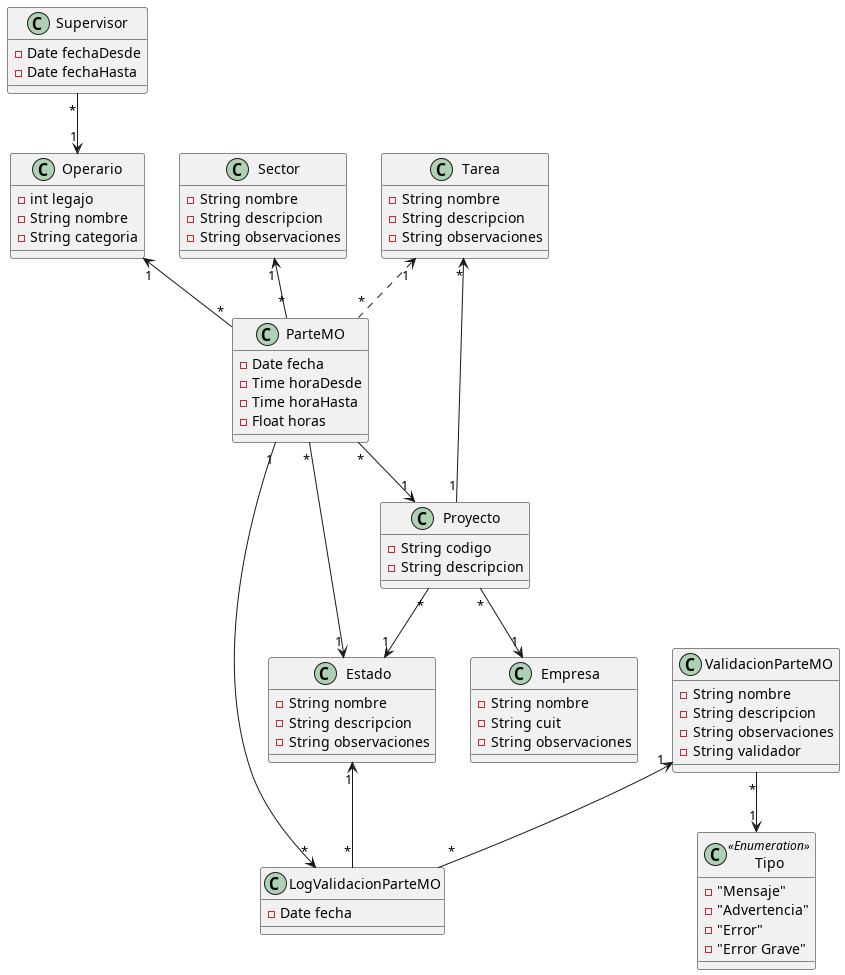 C Supervisor
Date fechaDesde
Date fechaHasta
*
1
C Operario
int legajo
String nombre
String categoria
C Sector
String nombre
String descripcion
String observaciones
C Tarea
String nombre
String descripcion
String observaciones
1
*
1
*
1
*
*
1
C ParteMO
Date fecha
Time horaDesde
Time horaHasta
Float horas
1
*
*
1
*
1
C Proyecto
String codigo
String descripcion
*
1
*
1
C Estado
String nombre
String descripcion
String observaciones
C Empresa
String nombre
String cuit
String observaciones
C ValidacionParteMO
String nombre
String descripcion
String observaciones
String validador
1
*
1
*
*
1
C LogValidacionParteMO
Date fecha
C «Enumeration»
Tipo
"Mensaje"
"Advertencia"
"Error"
"Error Grave"